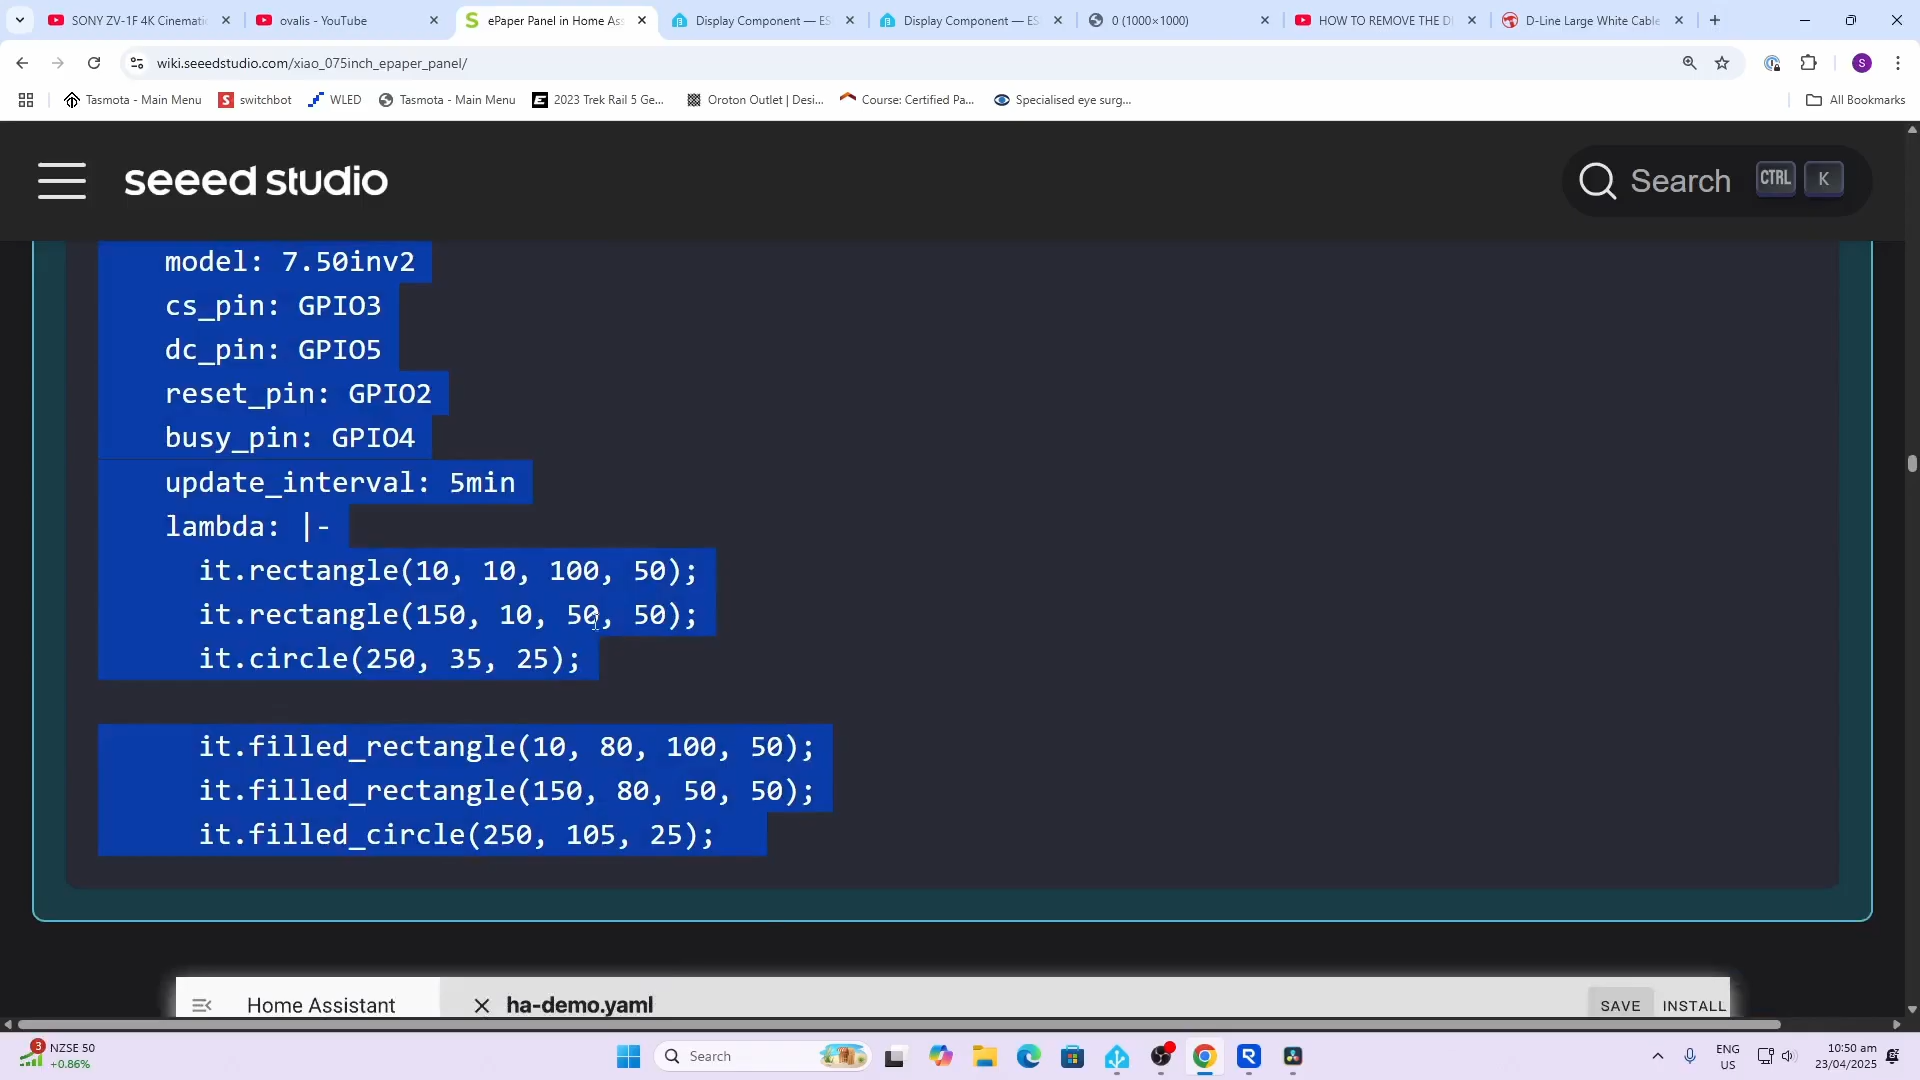 SONY ZV-1F 4K Cinemati
ovalis - YouTube
ePaper Panel in Home Ass
Display Component — ES
Display Component — ES
0 (1000×1000)
HOW TO REMOVE THE D
D-Line Large White Cable
wiki.seeedstudio.com/xiao_075inch_epaper_panel/
S
Tasmota - Main Menu
switchbot
WLED
Tasmota - Main Menu
2023 Trek Rail 5 Ge...
Oroton Outlet | Desi...
Course: Certified Pa...
Specialised eye surg...
All Bookmarks
seeed studio
Search
CTRL
K
model: 7.50inv2
cs_pin: GPIO3
dc_pin: GPIO5
reset_pin: GPIO2
busy_pin: GPIO4
update_interval: 5min
lambda: |-
it.rectangle(10, 10, 100, 50);
it.rectangle(150, 10, 50, 50);
it.circle(250, 35, 25);
it.filled_rectangle(10, 80, 100, 50);
it.filled_rectangle(150, 80, 50, 50);
it.filled_circle(250, 105, 25);
Home Assistant
ha-demo.yaml
SAVE
INSTALL
3
NZSE 50
+0.86%
Search
ENG
US
10:50 am
23/04/2025